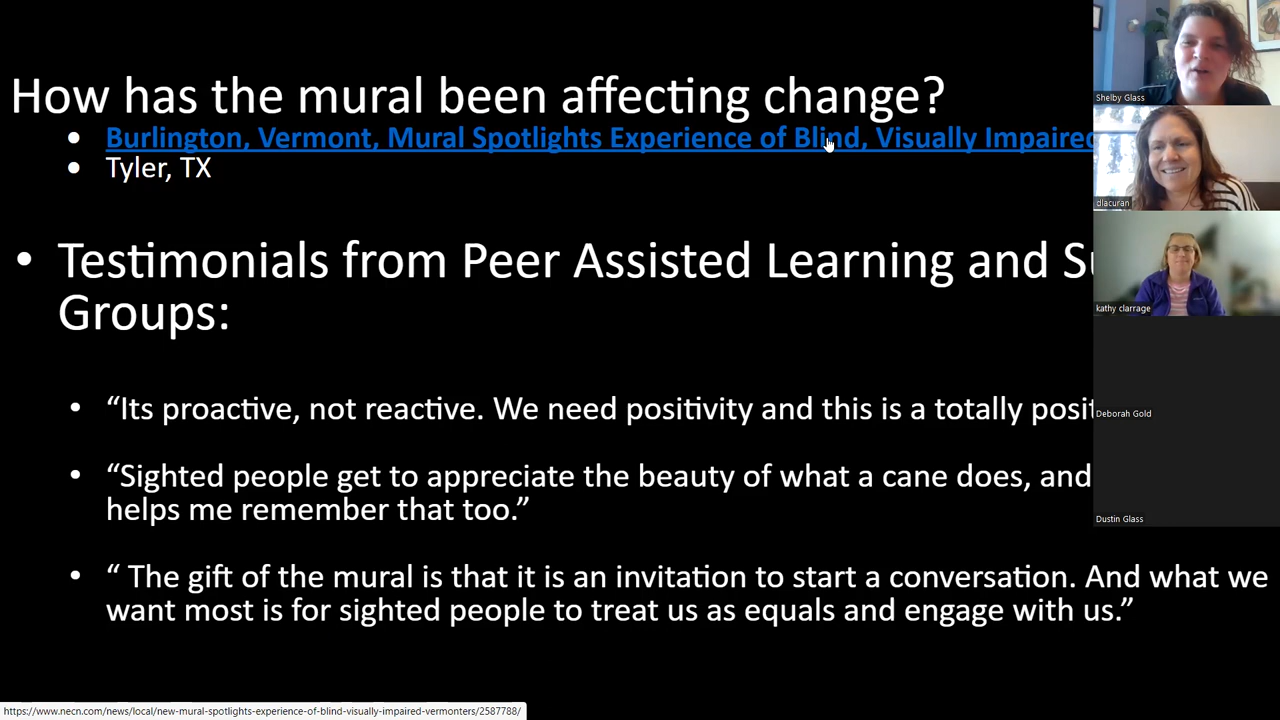 How has the mural been affecting change?
• Burlington, Vermont, Mural Spotlights Experience of Blind, Visually Impaired
• Tyler, TX
• Testimonials from Peer Assisted Learning and
Groups:
• “Its proactive, not reactive. We need positivity and this is a totally
• “Sighted people get to appreciate the beauty of what a cane does, and
helps me remember that too.”
• “ The gift of the mural is that it is an invitation to start a conversation. And what we
want most is for sighted people to treat us as equals and engage with us.”
Shelby Glass
dlacuran
kathy clarrage
Deborah Gold
Dustin Glass
https://www.necn.com/news/local/new-mural-spotlights-experience-of-blind-visually-impaired-vermonters/2587788/